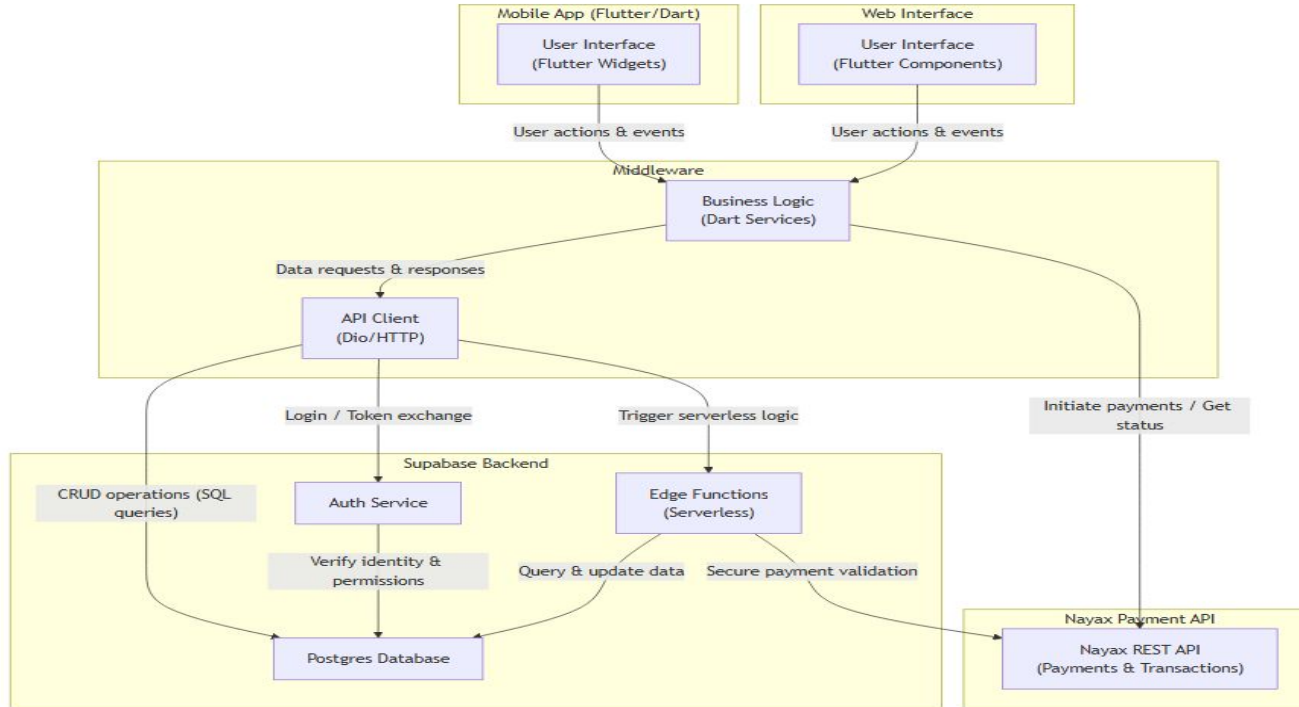 Mobile App (Flutter/Dart)
Web Interface
User Interface
(Flutter Widgets)
User Interface
(Flutter Components)
User actions & events
User actions & events
Middleware
Business Logic
(Dart Services)
Data requests & responses
API Client
(Dio/HTTP)
Login / Token exchange
Trigger serverless logic
Initiate payments / Get
status
Supabase Backend
CRUD operations (SQL
queries)
Auth Service
Edge Functions
(Serverless)
Verify identity &
permissions
Query & update data
Secure payment validation
Nayax Payment API
Postgres Database
Nayax REST API
(Payments & Transactions)